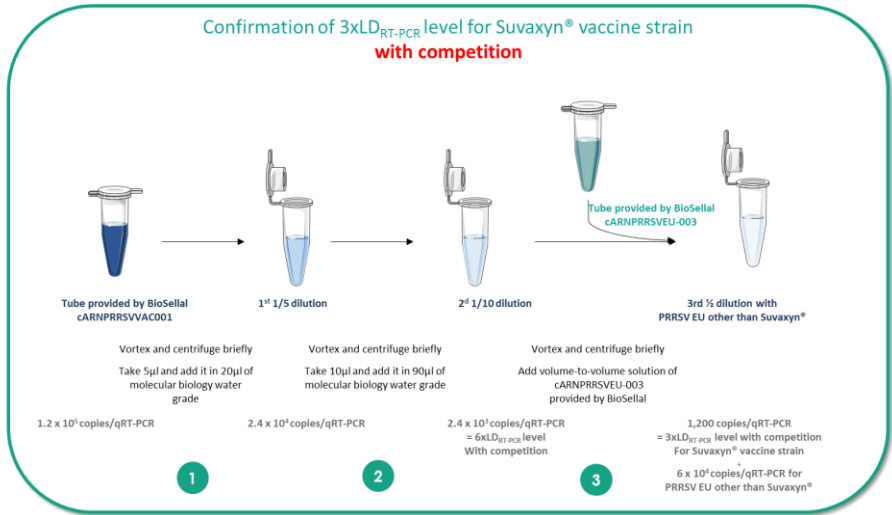 Confirmation of 3xLD_RT-PCR level for Suvaxyn® vaccine strain
with competition
Tube provided by BioSellal
cARNPRRSVEU-003
Tube provided by BioSellal
cARNPRRSVVAC001
1st 1/5 dilution
2d 1/10 dilution
3rd ½ dilution with
PRRSV EU other than Suvaxyn®
Vortex and centrifuge briefly
Take 5µl and add it in 20µl of
molecular biology water
grade
Vortex and centrifuge briefly
Take 10µl and add it in 90µl of
molecular biology water grade
Vortex and centrifuge briefly
Add volume-to-volume solution of
cARNPRRSVEU-003
provided by BioSellal
1.2 x 10⁵ copies/qRT-PCR
2.4 x 10⁴ copies/qRT-PCR
2.4 x 10³ copies/qRT-PCR
= 6xLD_RT-PCR level
With competition
1,200 copies/qRT-PCR
= 3xLD_RT-PCR level with competition
For Suvaxyn® vaccine strain
+
6 x 10⁴ copies/qRT-PCR for
PRRSV EU other than Suvaxyn®
1
2
3